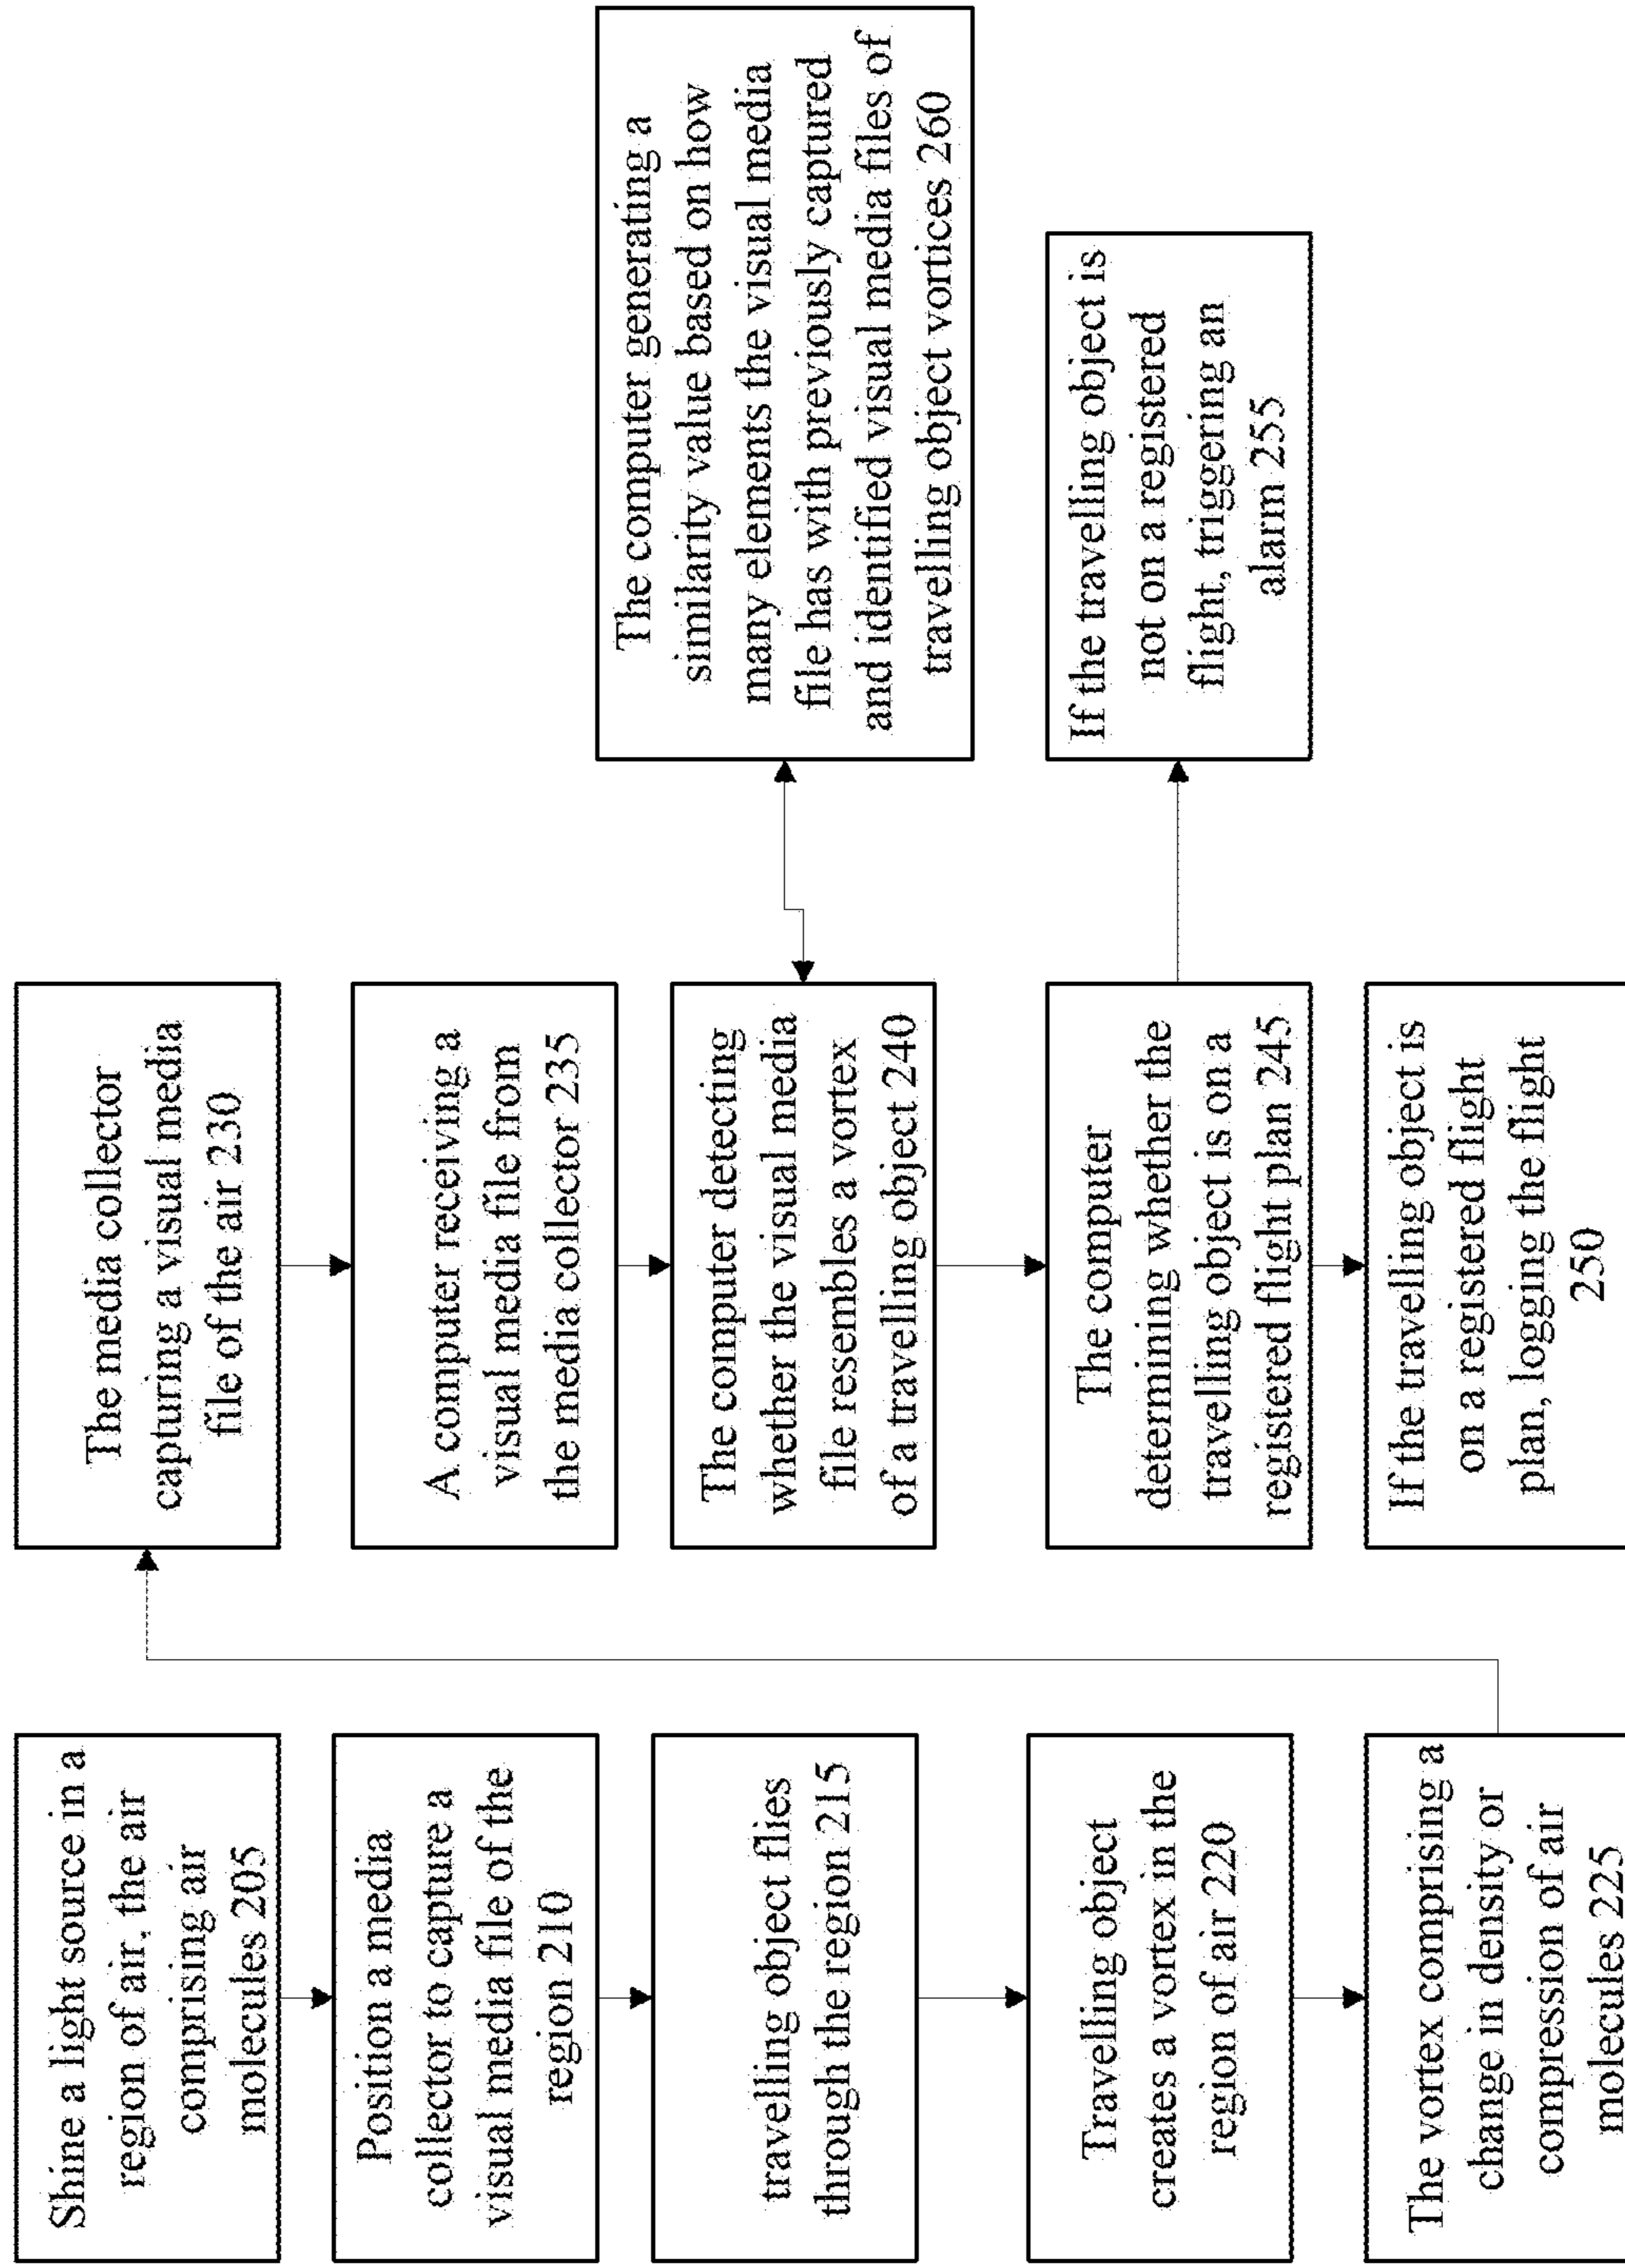 Shine a light source in a
region of air, the air
comprising air
molecules 205
Position a media
collector to capture a
visual media file of the
region 210
travelling object flies
through the region 215
Travelling object
creates a vortex in the
region of air 220
The vortex comprising a
change in density or
compression of air
molecules 225
The media collector
capturing a visual media
file of the air 230
A computer receiving a
visual media file from
the media collector 235
The computer detecting
whether the visual media
file resembles a vortex
of a travelling object 240
The computer
determining whether the
travelling object is on a
registered flight plan 245
If the travelling object is
on a registered flight
plan, logging the flight
250
The computer generating a
similarity value based on how
many elements the visual media
file has with previously captured
and identified visual media files of
travelling object vortices 260
If the travelling object is
not on a registered
flight, triggering an
alarm 255